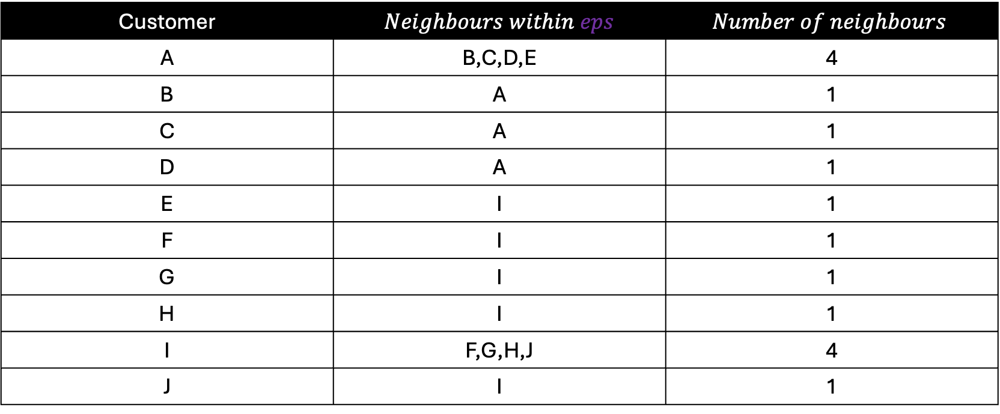 Customer Neighbours within eps Number of neighbours
A B,C,D,E 4
B A 1
C A 1
D A 1
E I 1
F I 1
G I 1
H I 1
I F,G,H,J 4
J I 1